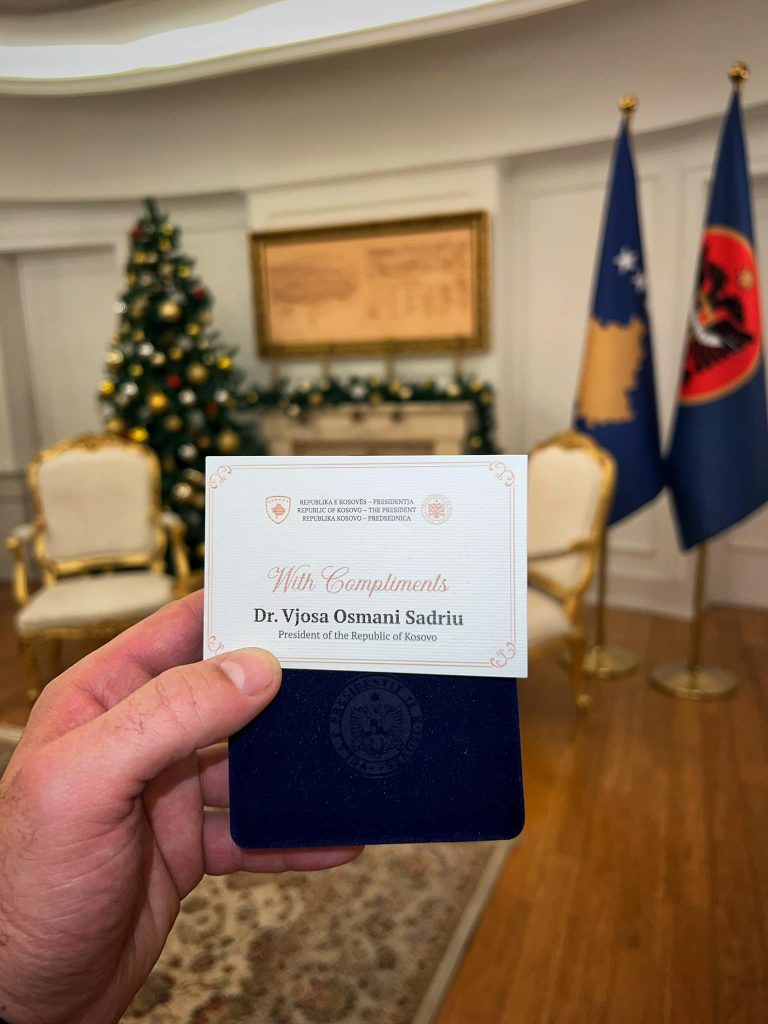 REPUBLIKA E KOSOVËS – PRESIDENTJA
REPUBLIC OF KOSOVO – THE PRESIDENT
REPUBLIKA KOSOVO – PREDSEDNICA
With Compliments
Dr. Vjosa Osmani Sadriu
President of the Republic of Kosovo